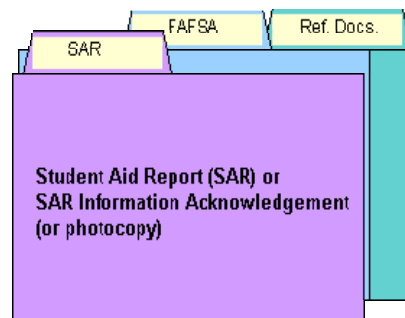 SAR
FAFSA
Ref. Docs.
Student Aid Report (SAR) or
SAR Information Acknowledgement
(or photocopy)